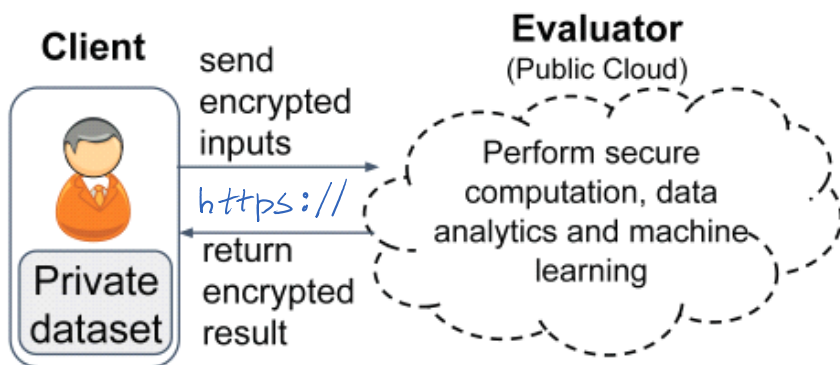 Client
Private
dataset
send
encrypted
inputs
https://
return
encrypted
result
Evaluator
(Public Cloud)
Perform secure
computation, data
analytics and machine
learning